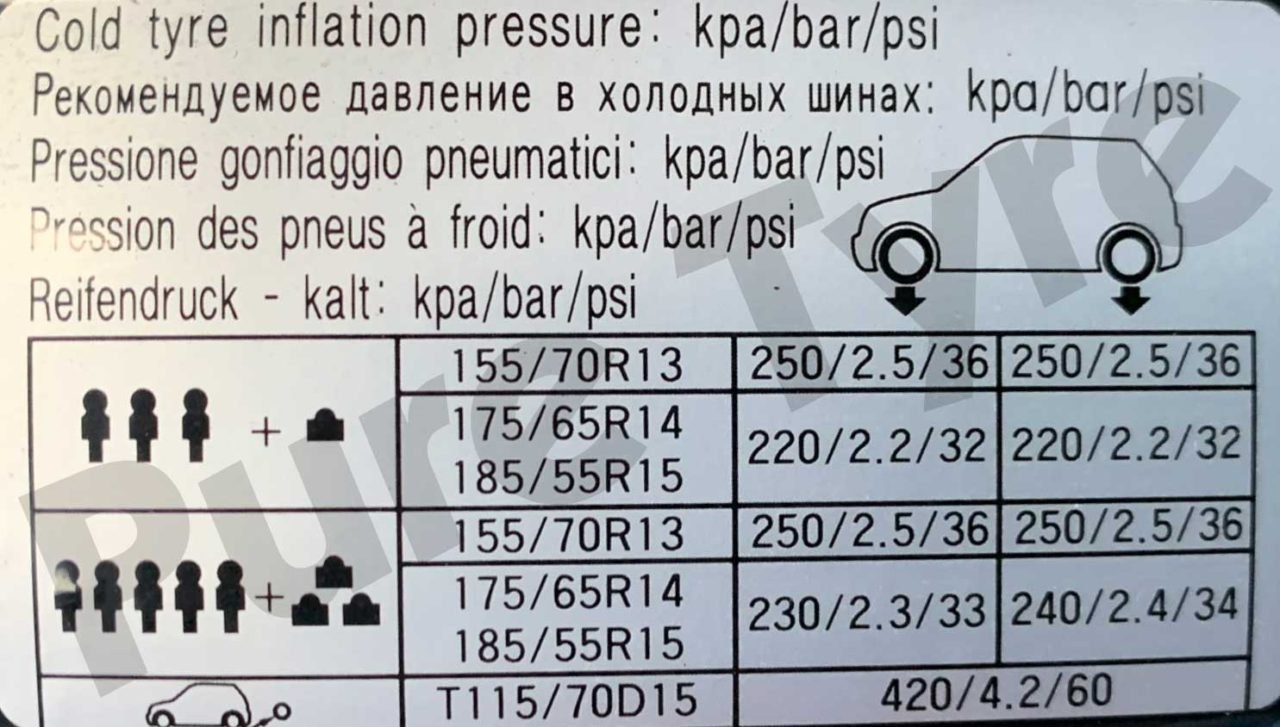 Cold tyre inflation pressure: kpa/bar/psi
Рекомендуемое давление в холодных шинах: kpa/bar/psi
Pressione gonfiaggio pneumatici: kpa/bar/psi
Pression des pneus à froid: kpa/bar/psi
Reifendruck - kalt: kpa/bar/psi
155/70R13 250/2.5/36 250/2.5/36
+ 175/65R14 220/2.2/32 220/2.2/32
185/55R15
155/70R13 250/2.5/36 250/2.5/36
+ 175/65R14 230/2.3/33 240/2.4/34
185/55R15
T115/70D15 420/4.2/60
Pure Tyre